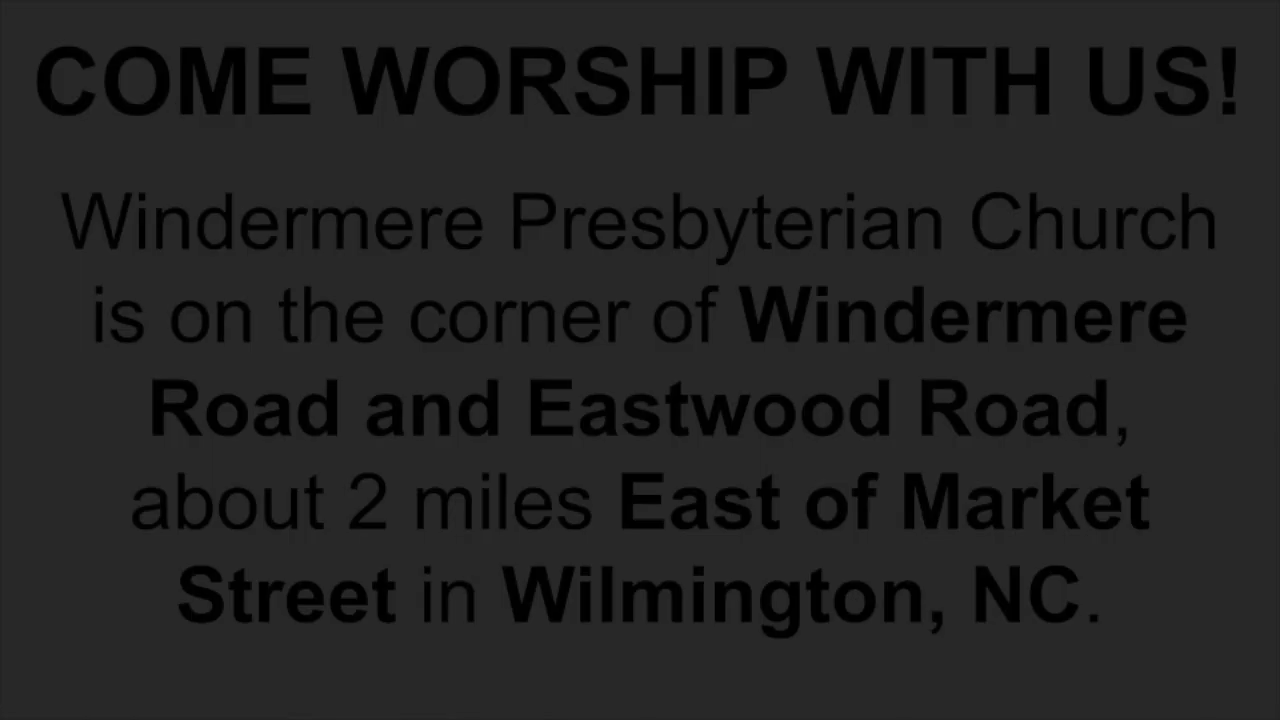 COME WORSHIP WITH US!
Windermere Presbyterian Church
is on the corner of Windermere
Road and Eastwood Road,
about 2 miles East of Market
Street in Wilmington, NC.